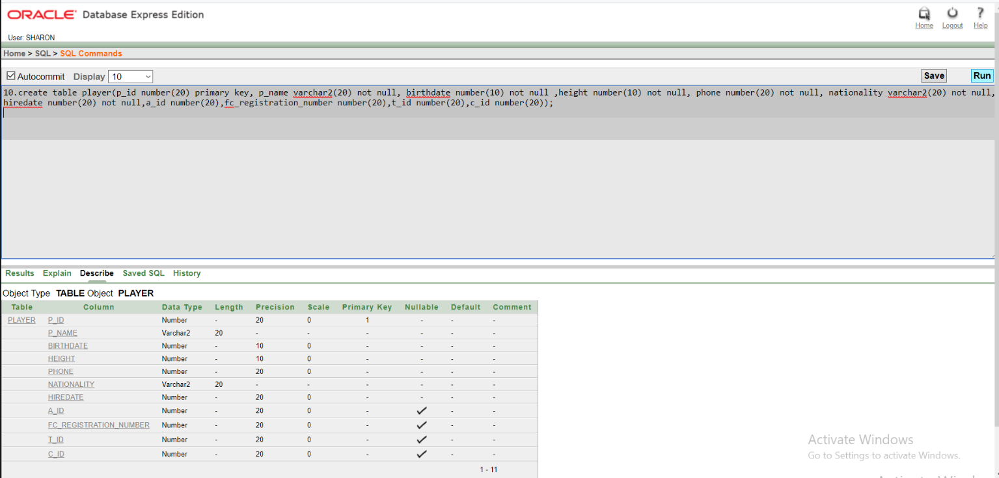 ORACLE Database Express Edition
Home Logout Help
User: SHARON
Home > SQL > SQL Commands
Autocommit Display 10 Save Run
10.create table player(p_id number(20) primary key, p_name varchar2(20) not null, birthdate number(10) not null ,height number(10) not null, phone number(20) not null, nationality varchar2(20) not null,
hiredate number(20) not null,a_id number(20),fc_registration_number number(20),t_id number(20),c_id number(20));
Results Explain Describe Saved SQL History
Object Type TABLE Object PLAYER
Table Column Data Type Length Precision Scale Primary Key Nullable Default Comment
PLAYER P_ID Number - 20 0 1 - - -
P_NAME Varchar2 20 - - - - - -
BIRTHDATE Number - 10 0 - - - -
HEIGHT Number - 10 0 - - - -
PHONE Number - 20 0 - - - -
NATIONALITY Varchar2 20 - - - - - -
HIREDATE Number - 20 0 - - - -
A_ID Number - 20 0 - ✓ - -
FC_REGISTRATION_NUMBER Number - 20 0 - ✓ - -
T_ID Number - 20 0 - ✓ - -
C_ID Number - 20 0 - ✓ - -
1 - 11
Activate Windows
Go to Settings to activate Windows.